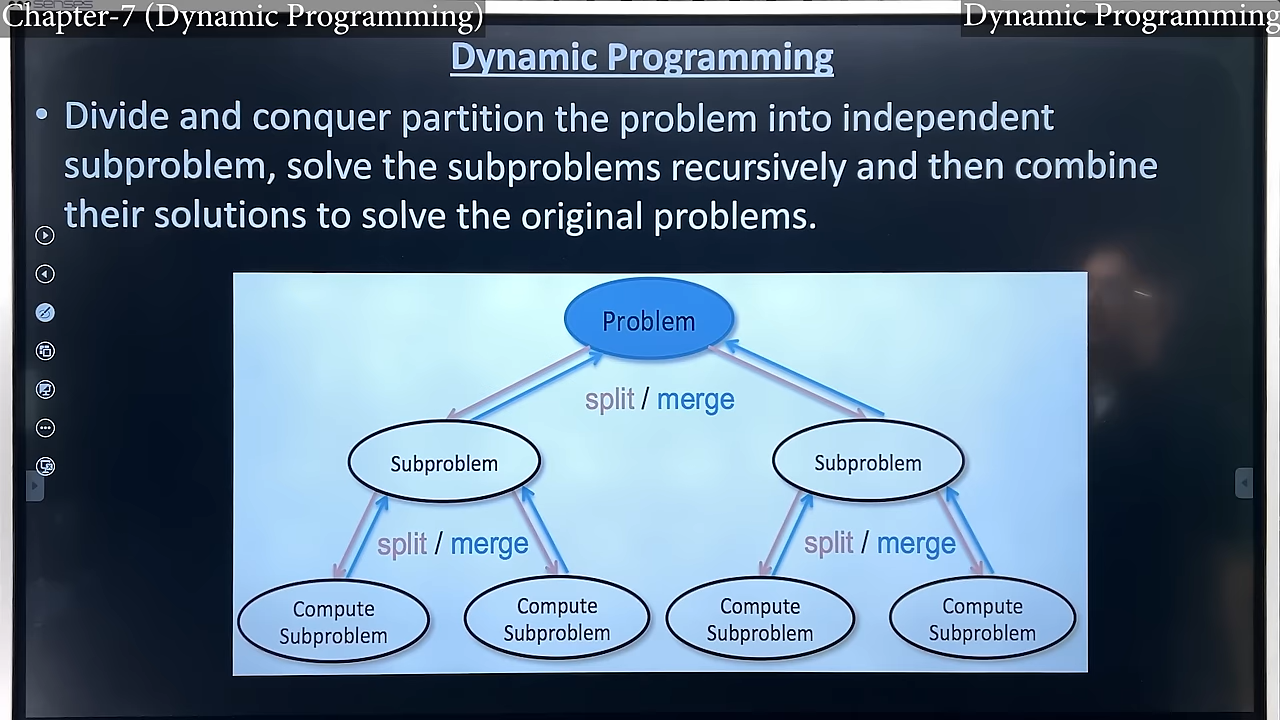 Chapter-7 (Dynamic Programming)
Dynamic Programming
Dynamic Programming
• Divide and conquer partition the problem into independent
subproblem, solve the subproblems recursively and then combine
their solutions to solve the original problems.
Problem
split / merge
Subproblem
Subproblem
split / merge
split / merge
Compute
Subproblem
Compute
Subproblem
Compute
Subproblem
Compute
Subproblem